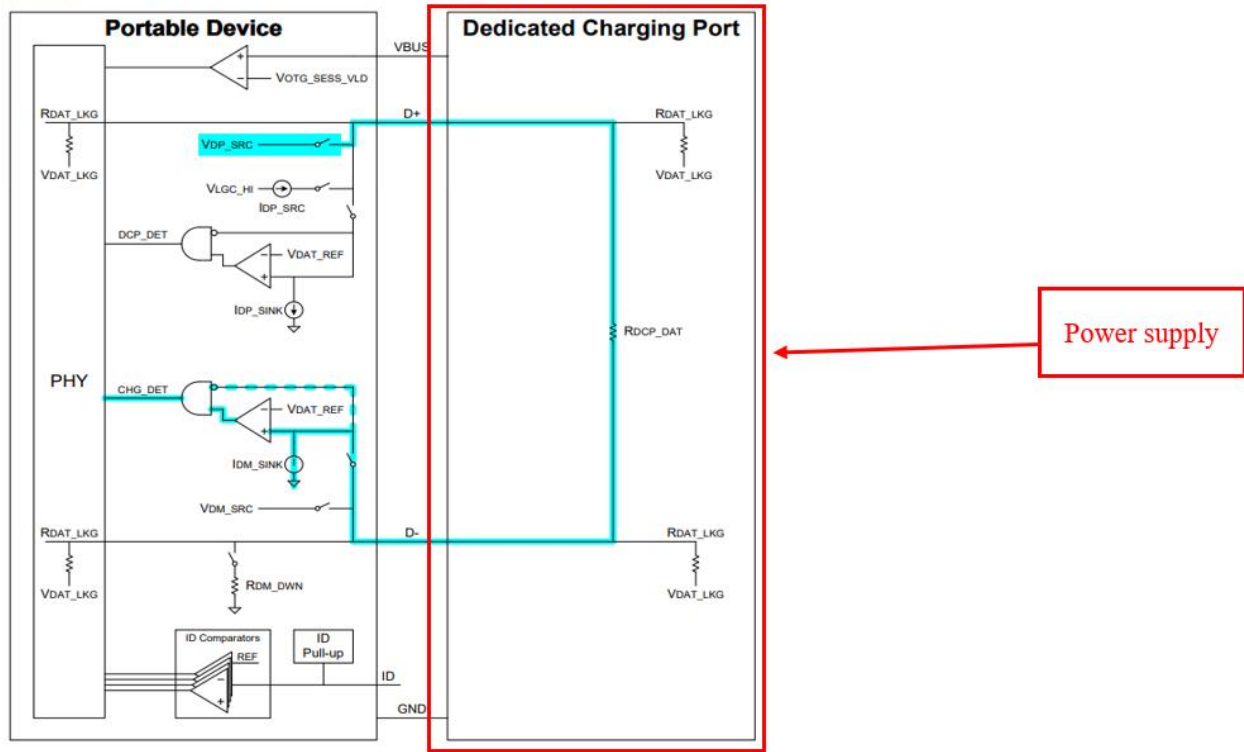 Portable Device
Dedicated Charging Port
VBUS
+
−
VOTG_SESS_VLD
RDAT_LKG
D+
RDAT_LKG
VDP_SRC
VDAT_LKG
VDAT_LKG
VLGC_HI
IDP_SRC
DCP_DET
−
VDAT_REF
+
IDP_SINK
RDCP_DAT
Power supply
PHY
CHG_DET
−
VDAT_REF
+
IDM_SINK
VDM_SRC
RDAT_LKG
D-
RDAT_LKG
VDAT_LKG
RDM_DWN
VDAT_LKG
ID Comparators
REF
−
+
ID
Pull-up
ID
GND